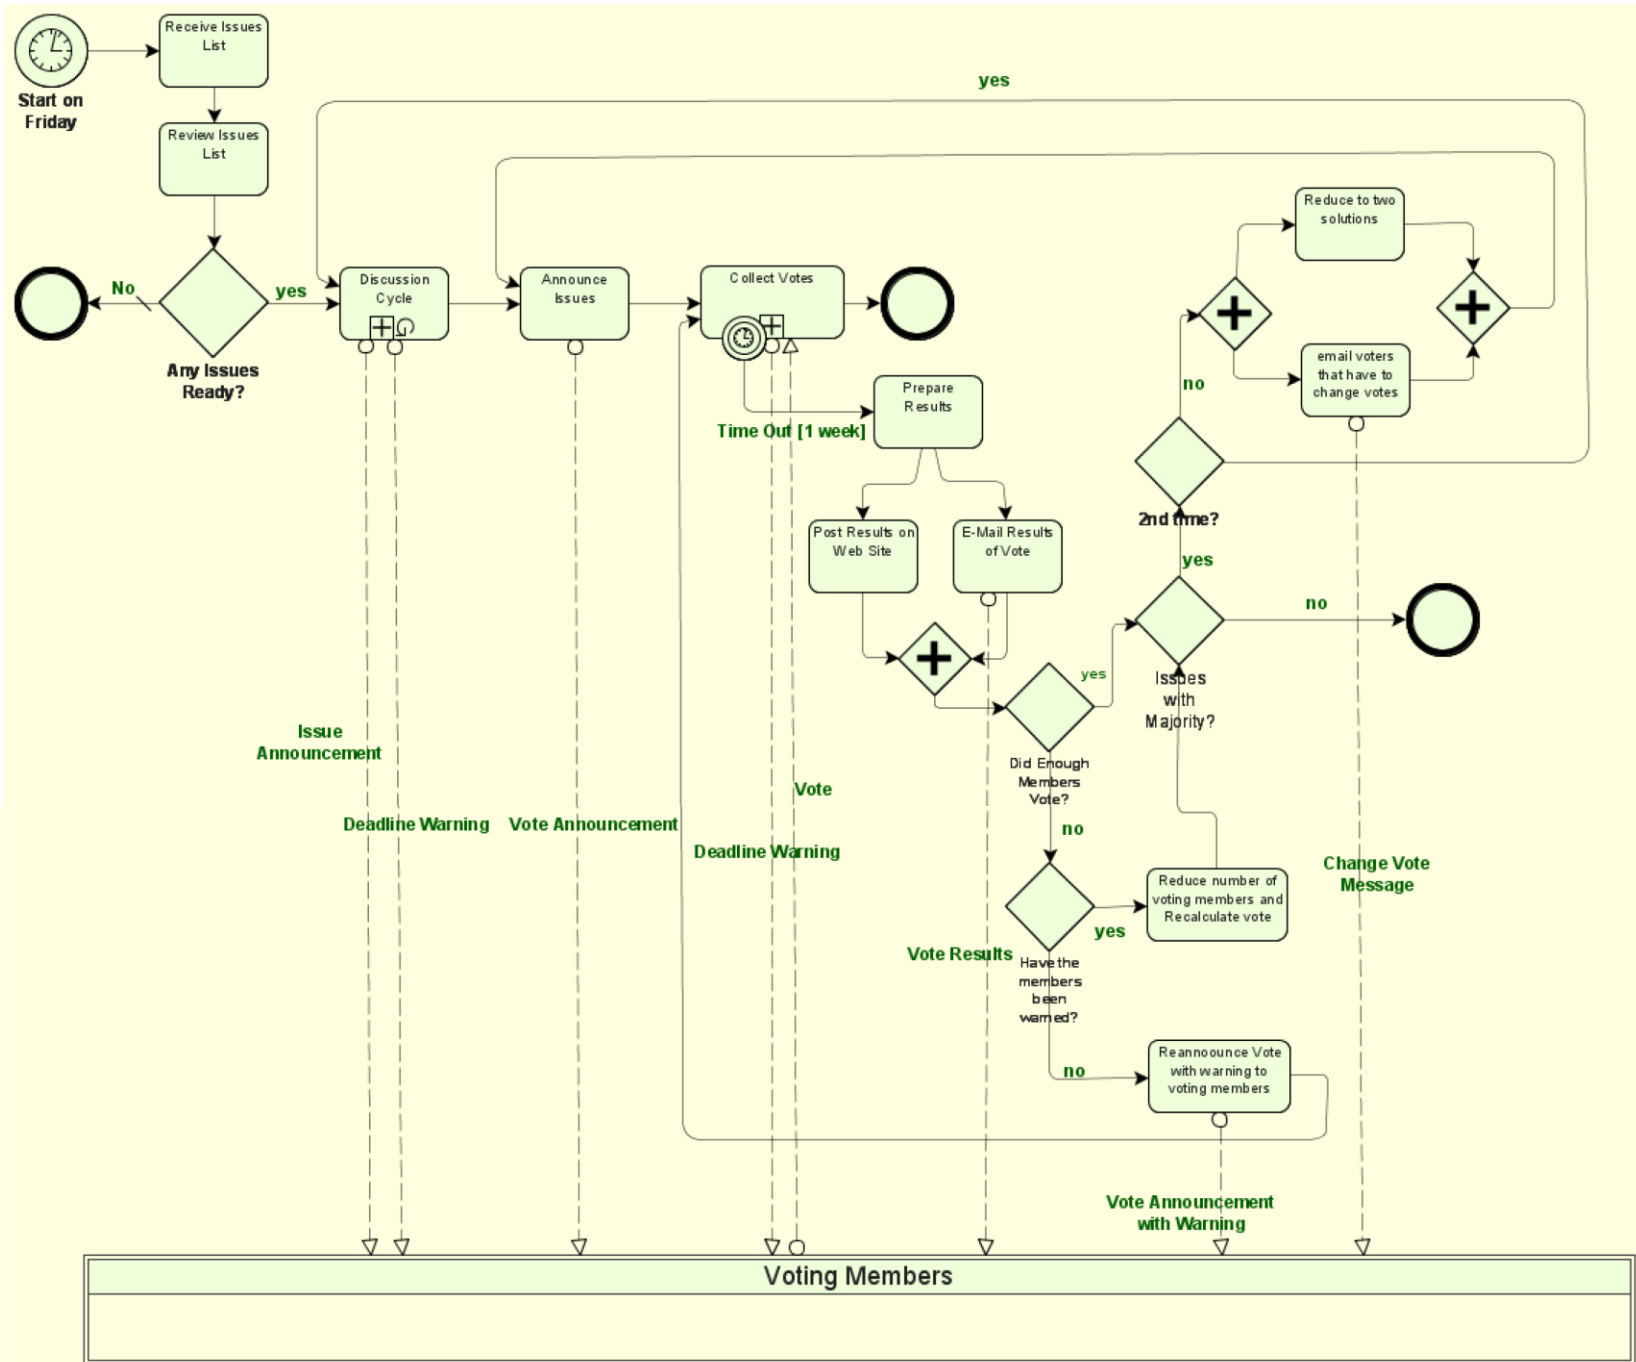 Receive Issues
List
Start on
Friday
Review Issues
List
yes
Reduce to two
solutions
No
yes
Discussion
Cycle
Announce
Issues
Collect Votes
Any Issues
Ready?
email voters
that have to
change votes
no
Prepare
Results
Time Out [1 week]
2nd time?
Post Results on
Web Site
E-Mail Results
of Vote
yes
no
yes
Issues
with
Majority?
Issue
Announcement
Did Enough
Members
Vote?
Vote
Deadline Warning
Vote Announcement
no
Deadline Warning
Change Vote
Message
Reduce number of
voting members and
Recalculate vote
yes
Vote Results
Have the
members
been
warned?
Reannoounce Vote
with warning to
voting members
no
Vote Announcement
with Warning
Voting Members